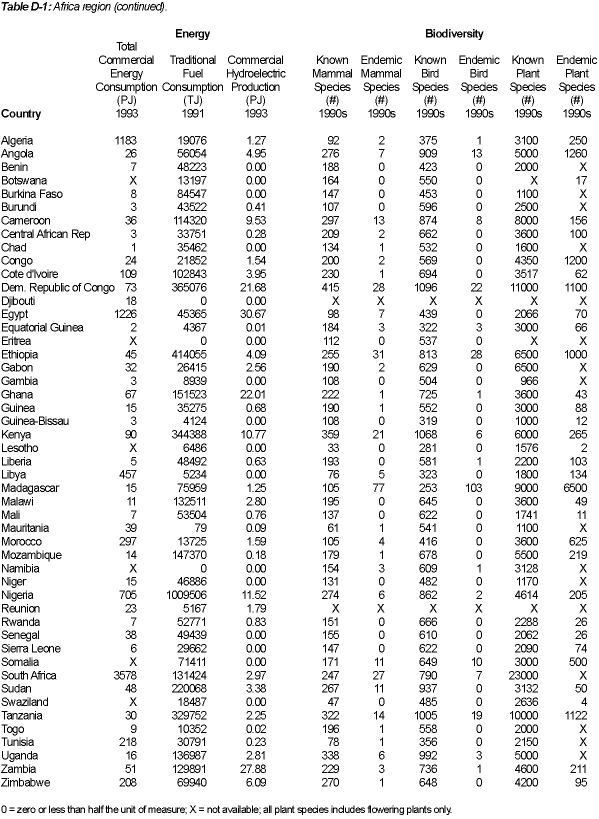 Table D-1: Africa region (continued).
Energy Biodiversity
Total Traditional Commercial Known Endemic Known Endemic Known Endemic
Commercial Fuel Hydroelectric Mammal Mammal Bird Bird Plant Plant
Energy Consumption Production Species Species Species Species Species Species
Consumption (PJ) (TJ) (PJ) (#) (#) (#) (#) (#) (#)
Country 1993 1991 1993 1990s 1990s 1990s 1990s 1990s 1990s
Algeria 1183 19076 1.27 92 2 375 1 3100 250
Angola 26 56054 4.95 276 7 909 13 5000 1260
Benin 7 48223 0.00 188 0 423 0 2000 X
Botswana X 13197 0.00 164 0 550 0 X 17
Burkina Faso 8 84547 0.00 147 0 453 0 1100 X
Burundi 3 43522 0.41 107 0 596 0 2500 X
Cameroon 36 114320 9.53 297 13 874 8 8000 156
Central African Rep 3 33751 0.28 209 2 662 0 3600 100
Chad 1 35462 0.00 134 1 532 0 1600 X
Congo 24 21852 1.54 200 2 569 0 4350 1200
Cote d'Ivoire 109 102843 3.95 230 1 694 0 3517 62
Dem. Republic of Congo 73 365076 21.68 415 28 1096 22 11000 1100
Djibouti 18 0 0.00 X X X X X X
Egypt 1226 45365 30.67 98 7 439 0 2066 70
Equatorial Guinea 2 4367 0.01 184 3 322 3 3000 66
Eritrea X 0 0.00 112 0 537 0 X X
Ethiopia 45 414055 4.09 255 31 813 28 6500 1000
Gabon 32 26415 2.56 190 2 629 0 6500 X
Gambia 3 8939 0.00 108 0 504 0 966 X
Ghana 67 151523 22.01 222 1 725 1 3600 43
Guinea 15 35275 0.68 190 1 552 0 3000 88
Guinea-Bissau 3 4124 0.00 108 0 319 0 1000 12
Kenya 90 344388 10.77 359 21 1068 6 6000 265
Lesotho X 6486 0.00 33 0 281 0 1576 2
Liberia 5 48492 0.63 193 0 581 1 2200 103
Libya 457 5234 0.00 76 5 323 0 1800 134
Madagascar 15 75959 1.25 105 77 253 103 9000 6500
Malawi 11 132511 2.80 195 0 645 0 3600 49
Mali 7 53504 0.76 137 0 622 0 1741 11
Mauritania 39 79 0.09 61 1 541 0 1100 X
Morocco 297 13725 1.59 105 4 416 0 3600 625
Mozambique 14 147370 0.18 179 1 678 0 5500 219
Namibia X 0 0.00 154 3 609 1 3128 X
Niger 15 46886 0.00 131 0 482 0 1170 X
Nigeria 705 1009506 11.52 274 6 862 2 4614 205
Reunion 23 5167 1.79 X X X X X X
Rwanda 7 52771 0.83 151 0 666 0 2288 26
Senegal 38 49439 0.00 155 0 610 0 2062 26
Sierra Leone 6 29662 0.00 147 0 622 0 2090 74
Somalia X 71411 0.00 171 11 649 10 3000 500
South Africa 3578 131424 2.97 247 27 790 7 23000 X
Sudan 48 220068 3.38 267 11 937 0 3132 50
Swaziland X 18487 0.00 47 0 485 0 2636 4
Tanzania 30 329752 2.25 322 14 1005 19 10000 1122
Togo 9 10352 0.02 196 1 558 0 2000 X
Tunisia 218 30791 0.23 78 1 356 0 2150 X
Uganda 16 136987 2.81 338 6 992 3 5000 X
Zambia 51 129891 27.88 229 3 736 1 4600 211
Zimbabwe 208 69940 6.09 270 1 648 0 4200 95
0 = zero or less than half the unit of measure; X = not available; all plant species includes flowering plants only.